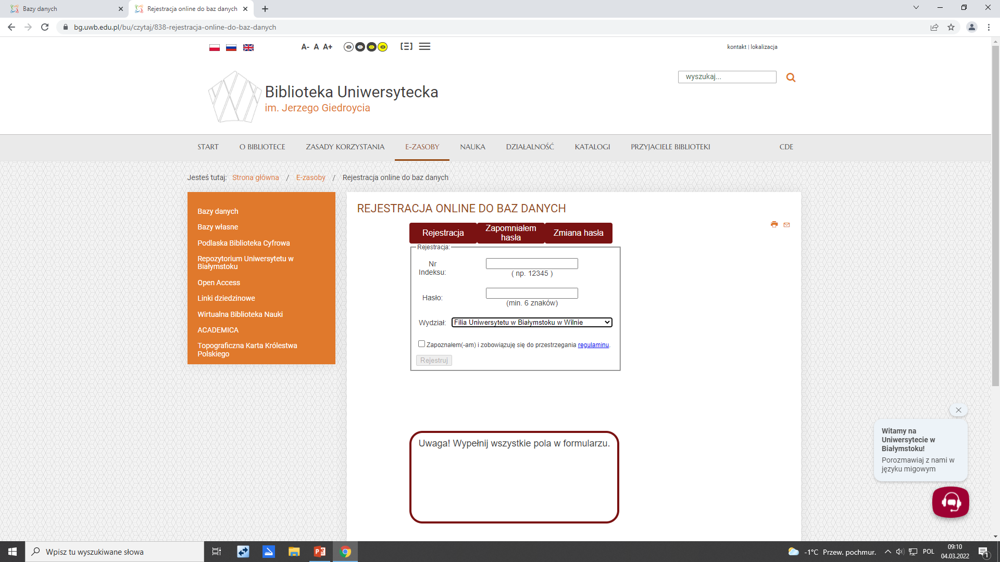 Bazy danych
Rejestracja online do baz danych
bg.uwb.edu.pl/bu/czytaj/838-rejestracja-online-do-baz-danych
A- A A+
kontakt | lokalizacja
wyszukaj...
Biblioteka Uniwersytecka
im. Jerzego Giedroycia
START O BIBLIOTECE ZASADY KORZYSTANIA E-ZASOBY NAUKA DZIAŁALNOŚĆ KATALOGI PRZYJACIELE BIBLIOTEKI CDE
Jesteś tutaj: Strona główna / E-zasoby / Rejestracja online do baz danych
Bazy danych
Bazy własne
Podlaska Biblioteka Cyfrowa
Repozytorium Uniwersytetu w
Białymstoku
Open Access
Linki dziedzinowe
Wirtualna Biblioteka Nauki
ACADEMICA
Topograficzna Karta Królestwa
Polskiego
REJESTRACJA ONLINE DO BAZ DANYCH
Rejestracja
Zapomniałem
hasła
Zmiana hasła
Rejestracja:
Nr
Indeksu:
( np. 12345 )
Hasło:
(min. 6 znaków)
Wydział: Filia Uniwersytetu w Białymstoku w Wilnie
Zapoznałem(-am) i zobowiązuję się do przestrzegania regulaminu.
Rejestruj
Uwaga! Wypełnij wszystkie pola w formularzu.
Witamy na
Uniwersytecie w
Białymstoku!
Porozmawiaj z nami w
języku migowym
Wpisz tu wyszukiwane słowa
-1°C Przew. pochmur.
POL
09:10
04.03.2022
1